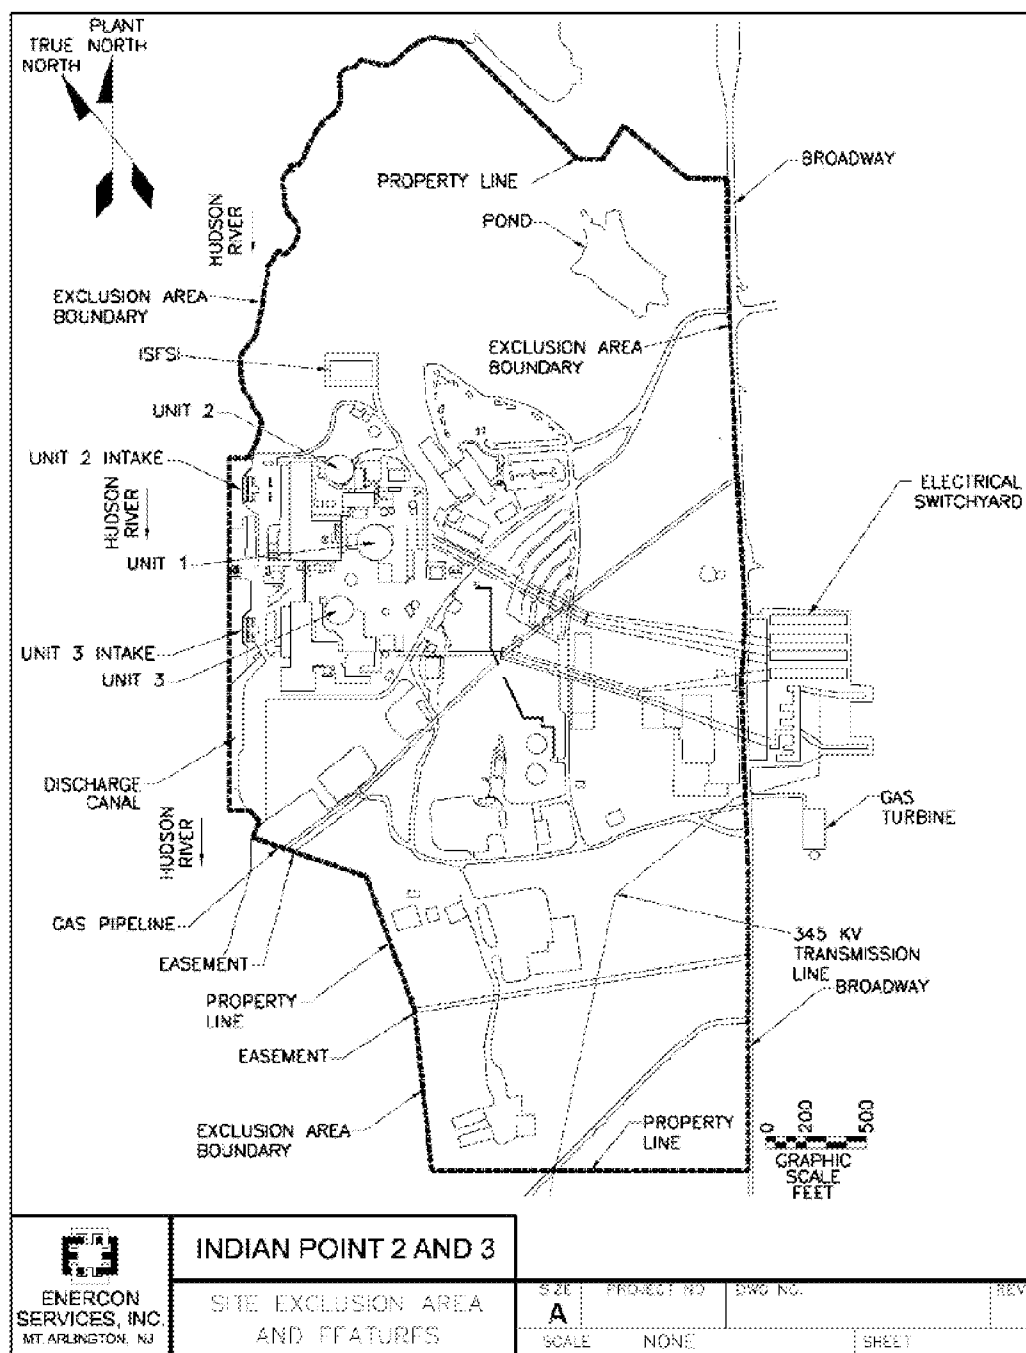 PLANT
NORTH
TRUE
NORTH
BROADWAY
PROPERTY LINE
HUDSON
RIVER
POND
EXCLUSION AREA
BOUNDARY
EXCLUSION AREA
BOUNDARY
ISFSI
UNIT 2
UNIT 2 INTAKE
ELECTRICAL
SWITCHYARD
HUDSON
RIVER
UNIT 1
UNIT 3 INTAKE
UNIT 3
DISCHARGE
CANAL
GAS
TURBINE
HUDSON
RIVER
GAS PIPELINE
345 KV
TRANSMISSION
LINE
EASEMENT
BROADWAY
PROPERTY
LINE
EASEMENT
EXCLUSION AREA
BOUNDARY
PROPERTY
LINE
0 200 500
GRAPHIC
SCALE
FEET
INDIAN POINT 2 AND 3
ENERCON
SERVICES, INC.
MT. ARLINGTON, NJ
SITE EXCLUSION AREA
AND FEATURES
SIZE PROJECT NO DWG NO. REV
A
SCALE NONE SHEET